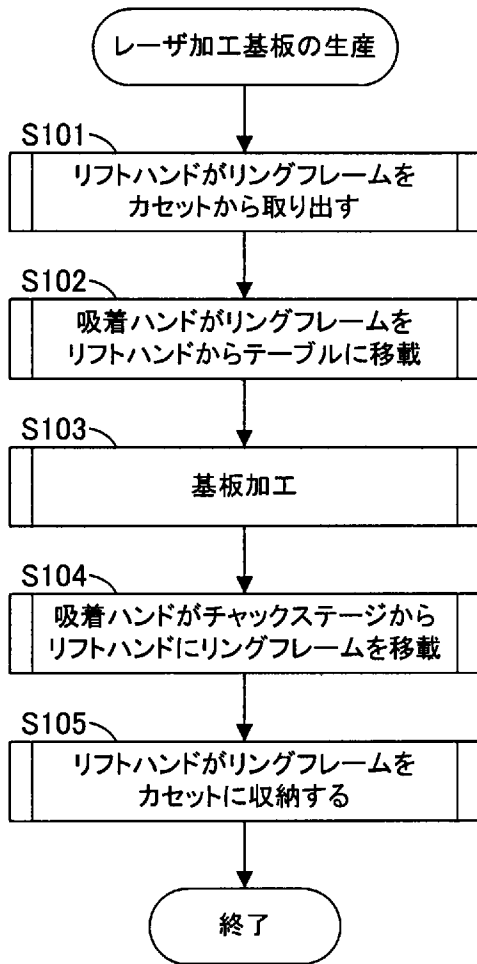 レーザ加工基板の生産
S101
リフトハンドがリングフレームを
カセットから取り出す
S102
吸着ハンドがリングフレームを
リフトハンドからテーブルに移載
S103
基板加工
S104
吸着ハンドがチャックステージから
リフトハンドにリングフレームを移載
S105
リフトハンドがリングフレームを
カセットに収納する
終了